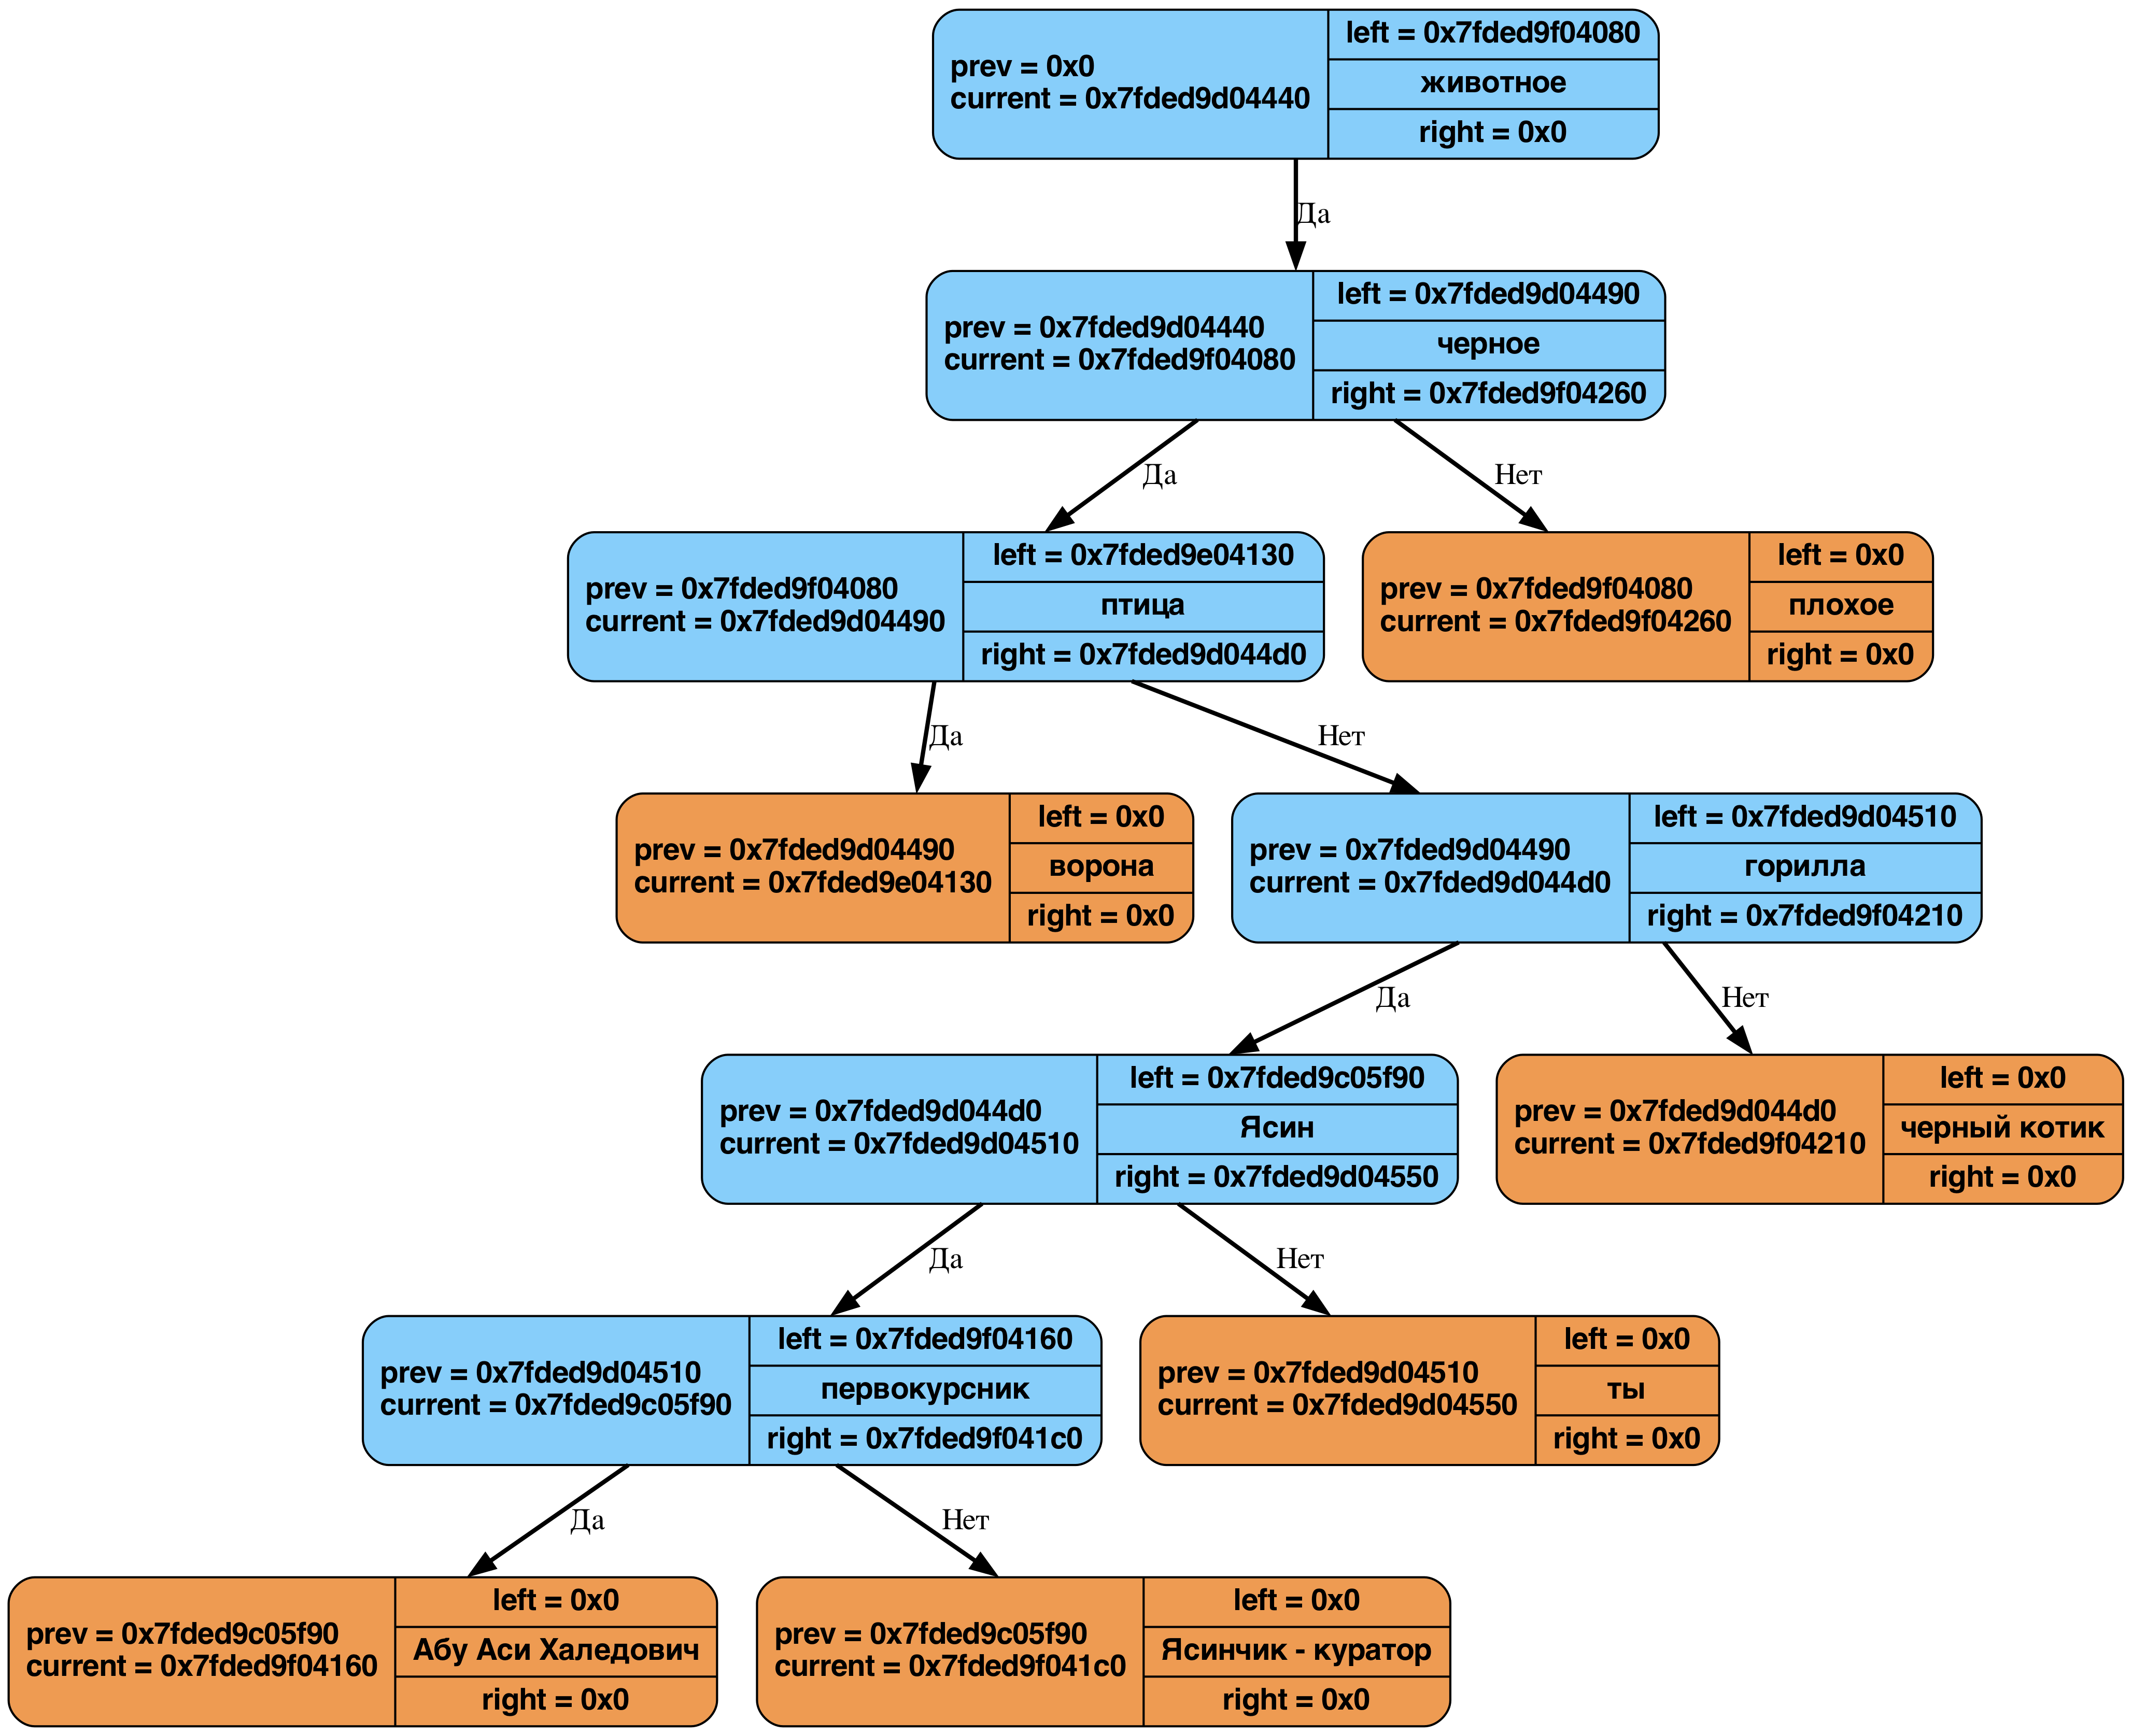 prev = 0x0
current = 0x7fded9d04440
left = 0x7fded9f04080
животное
right = 0x0
Да
prev = 0x7fded9d04440
current = 0x7fded9f04080
left = 0x7fded9d04490
черное
right = 0x7fded9f04260
Да
Нет
prev = 0x7fded9f04080
current = 0x7fded9d04490
left = 0x7fded9e04130
птица
right = 0x7fded9d044d0
prev = 0x7fded9f04080
current = 0x7fded9f04260
left = 0x0
плохое
right = 0x0
Да
Нет
prev = 0x7fded9d04490
current = 0x7fded9e04130
left = 0x0
ворона
right = 0x0
prev = 0x7fded9d04490
current = 0x7fded9d044d0
left = 0x7fded9d04510
горилла
right = 0x7fded9f04210
Да
Нет
prev = 0x7fded9d044d0
current = 0x7fded9d04510
left = 0x7fded9c05f90
Ясин
right = 0x7fded9d04550
prev = 0x7fded9d044d0
current = 0x7fded9f04210
left = 0x0
черный котик
right = 0x0
Да
Нет
prev = 0x7fded9d04510
current = 0x7fded9c05f90
left = 0x7fded9f04160
первокурсник
right = 0x7fded9f041c0
prev = 0x7fded9d04510
current = 0x7fded9d04550
left = 0x0
ты
right = 0x0
Да
Нет
prev = 0x7fded9c05f90
current = 0x7fded9f04160
left = 0x0
Абу Аси Халедович
right = 0x0
prev = 0x7fded9c05f90
current = 0x7fded9f041c0
left = 0x0
Ясинчик - куратор
right = 0x0